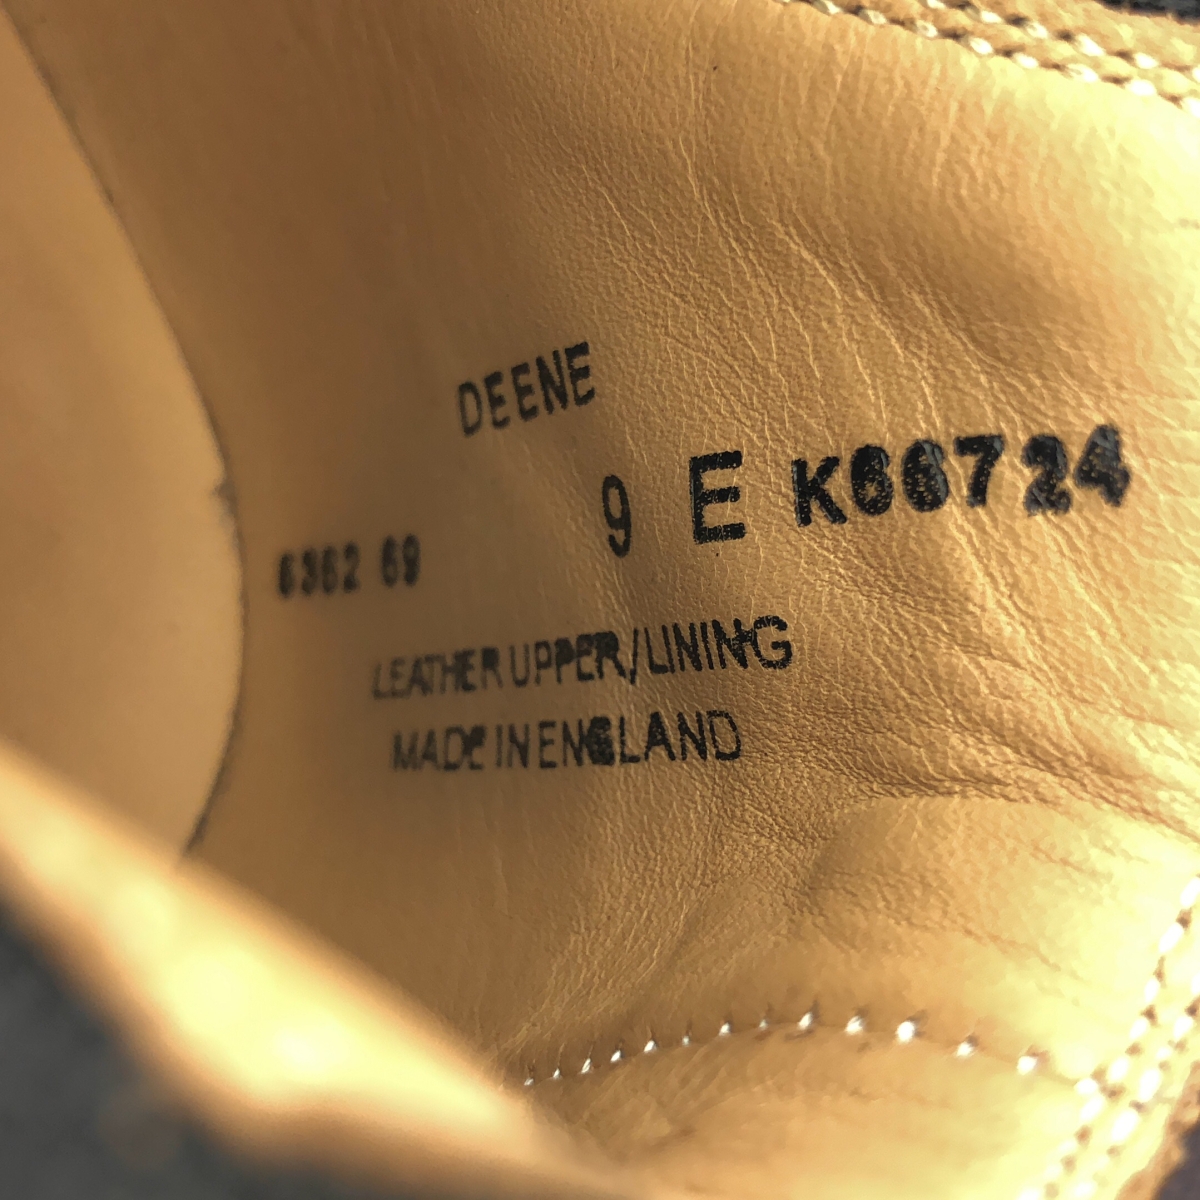 DEENE
9 E K66724
6362 69
LEATHER UPPER/LINING
MADE IN ENGLAND